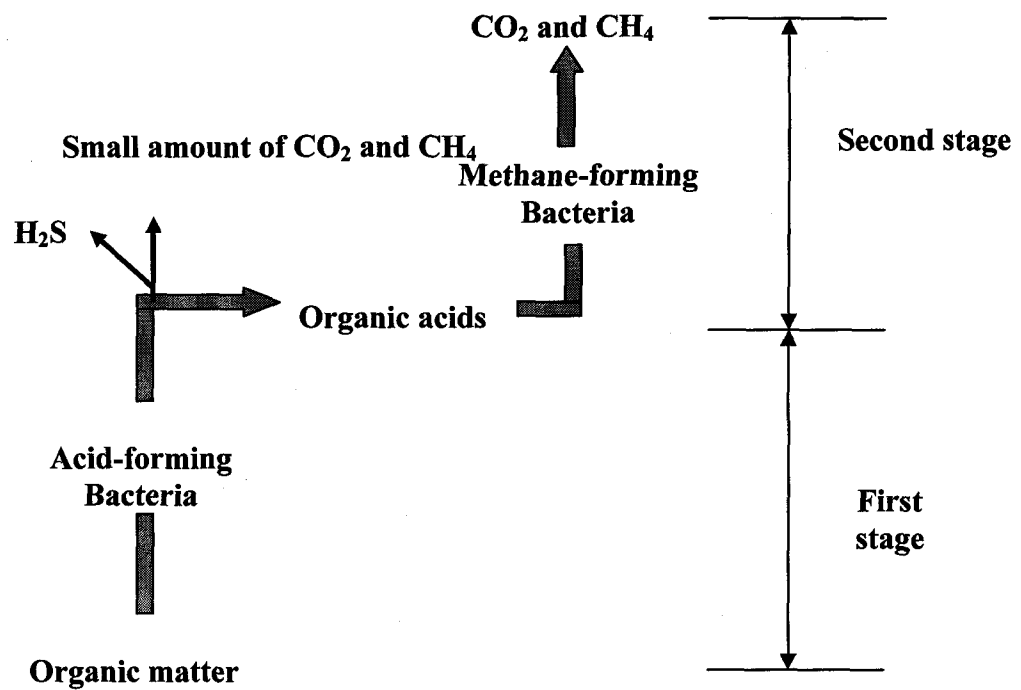 CO₂ and CH₄
Small amount of CO₂ and CH₄
Second stage
Methane-forming
Bacteria
H₂S
Organic acids
Acid-forming
Bacteria
First
stage
Organic matter